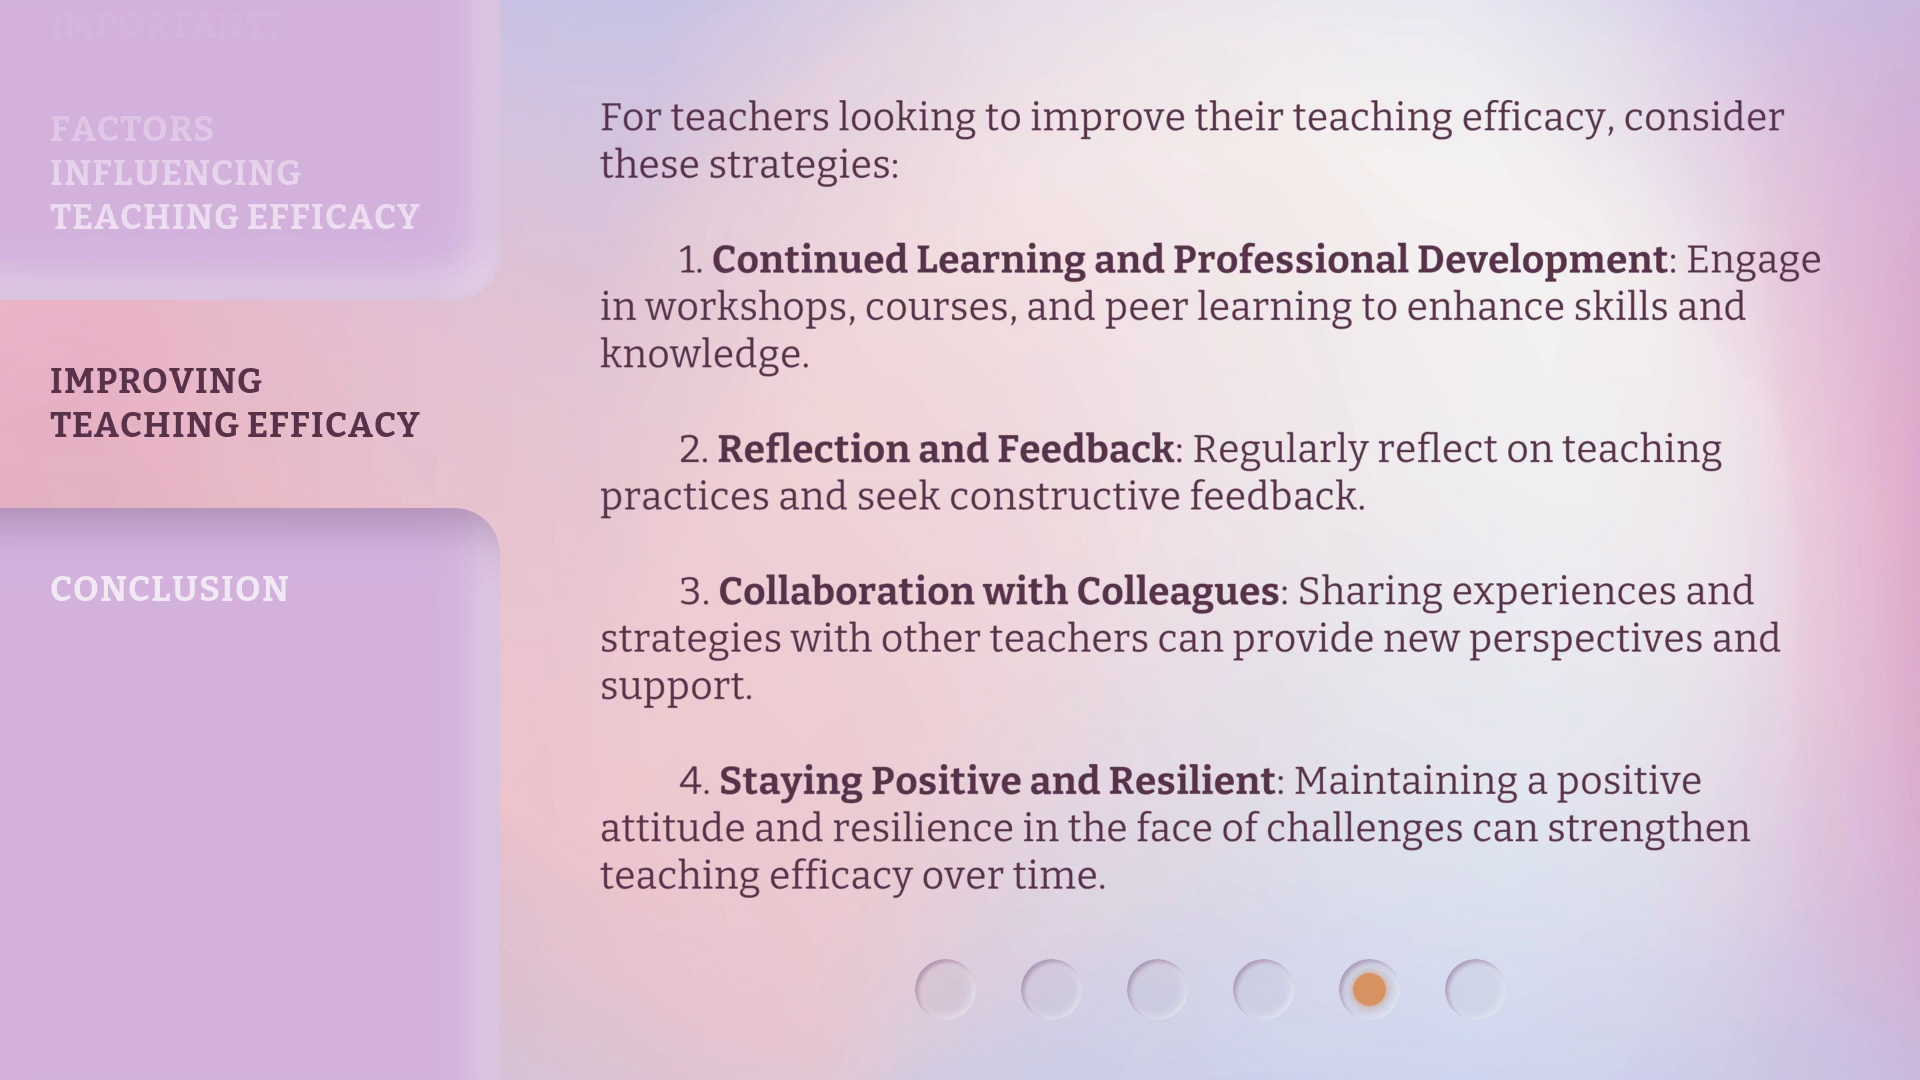 IMPORTANT?
FACTORS
INFLUENCING
TEACHING EFFICACY
IMPROVING
TEACHING EFFICACY
CONCLUSION
For teachers looking to improve their teaching efficacy, consider
these strategies:
1. Continued Learning and Professional Development: Engage
in workshops, courses, and peer learning to enhance skills and
knowledge.
2. Reflection and Feedback: Regularly reflect on teaching
practices and seek constructive feedback.
3. Collaboration with Colleagues: Sharing experiences and
strategies with other teachers can provide new perspectives and
support.
4. Staying Positive and Resilient: Maintaining a positive
attitude and resilience in the face of challenges can strengthen
teaching efficacy over time.